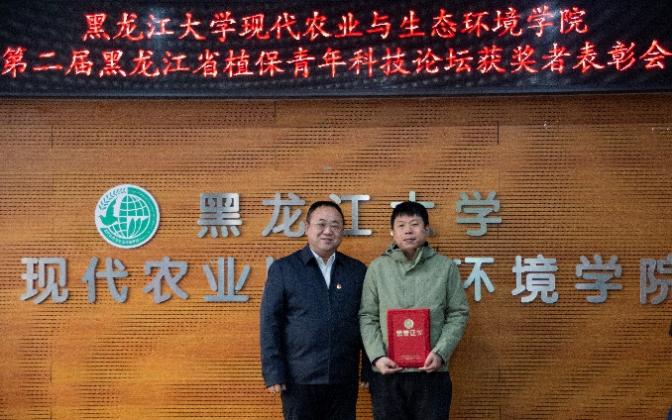 黑龙江大学现代农业与生态环境学院
第二届黑龙江省植保青年科技论坛获奖者表彰会
黑龙江大学
现代农业 环境学院
荣誉证书